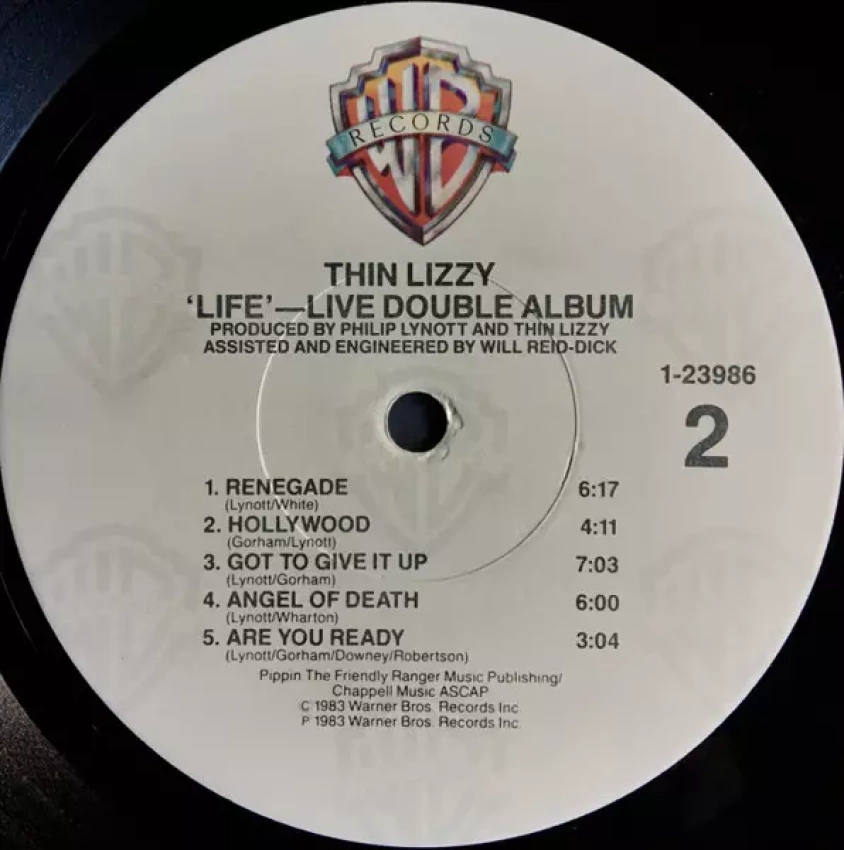 WB
RECORDS
THIN LIZZY
‘LIFE’—LIVE DOUBLE ALBUM
PRODUCED BY PHILIP LYNOTT AND THIN LIZZY
ASSISTED AND ENGINEERED BY WILL REID-DICK
1-23986
2
1. RENEGADE 6:17
(Lynott/White)
2. HOLLYWOOD 4:11
(Gorham/Lynott)
3. GOT TO GIVE IT UP 7:03
(Lynott/Gorham)
4. ANGEL OF DEATH 6:00
(Lynott/Wharton)
5. ARE YOU READY 3:04
(Lynott/Gorham/Downey/Robertson)
Pippin The Friendly Ranger Music Publishing/
Chappell Music ASCAP
C 1983 Warner Bros. Records Inc.
P 1983 Warner Bros. Records Inc.